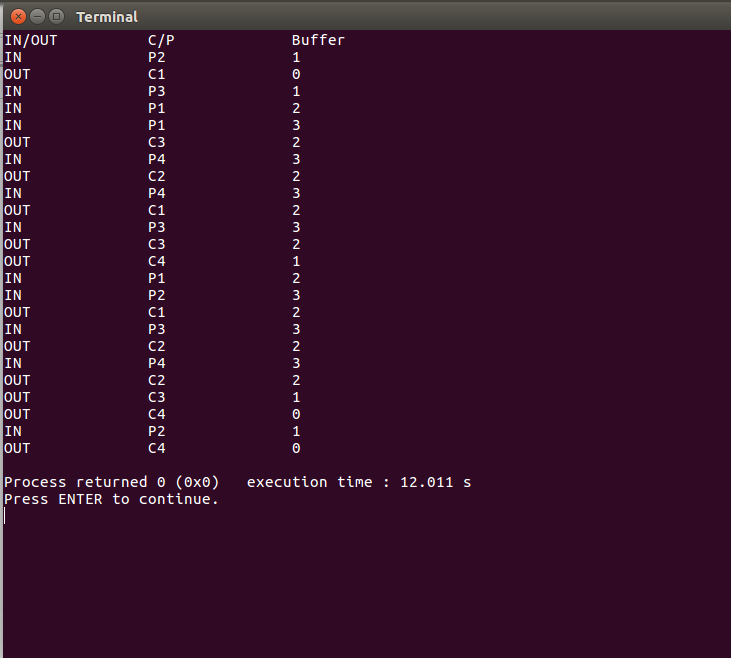 Terminal
IN/OUT C/P Buffer
IN P2 1
OUT C1 0
IN P3 1
IN P1 2
IN P1 3
OUT C3 2
IN P4 3
OUT C2 2
IN P4 3
OUT C1 2
IN P3 3
OUT C3 2
OUT C4 1
IN P1 2
IN P2 3
OUT C1 2
IN P3 3
OUT C2 2
IN P4 3
OUT C2 2
OUT C3 1
OUT C4 0
IN P2 1
OUT C4 0
Process returned 0 (0x0) execution time : 12.011 s
Press ENTER to continue.